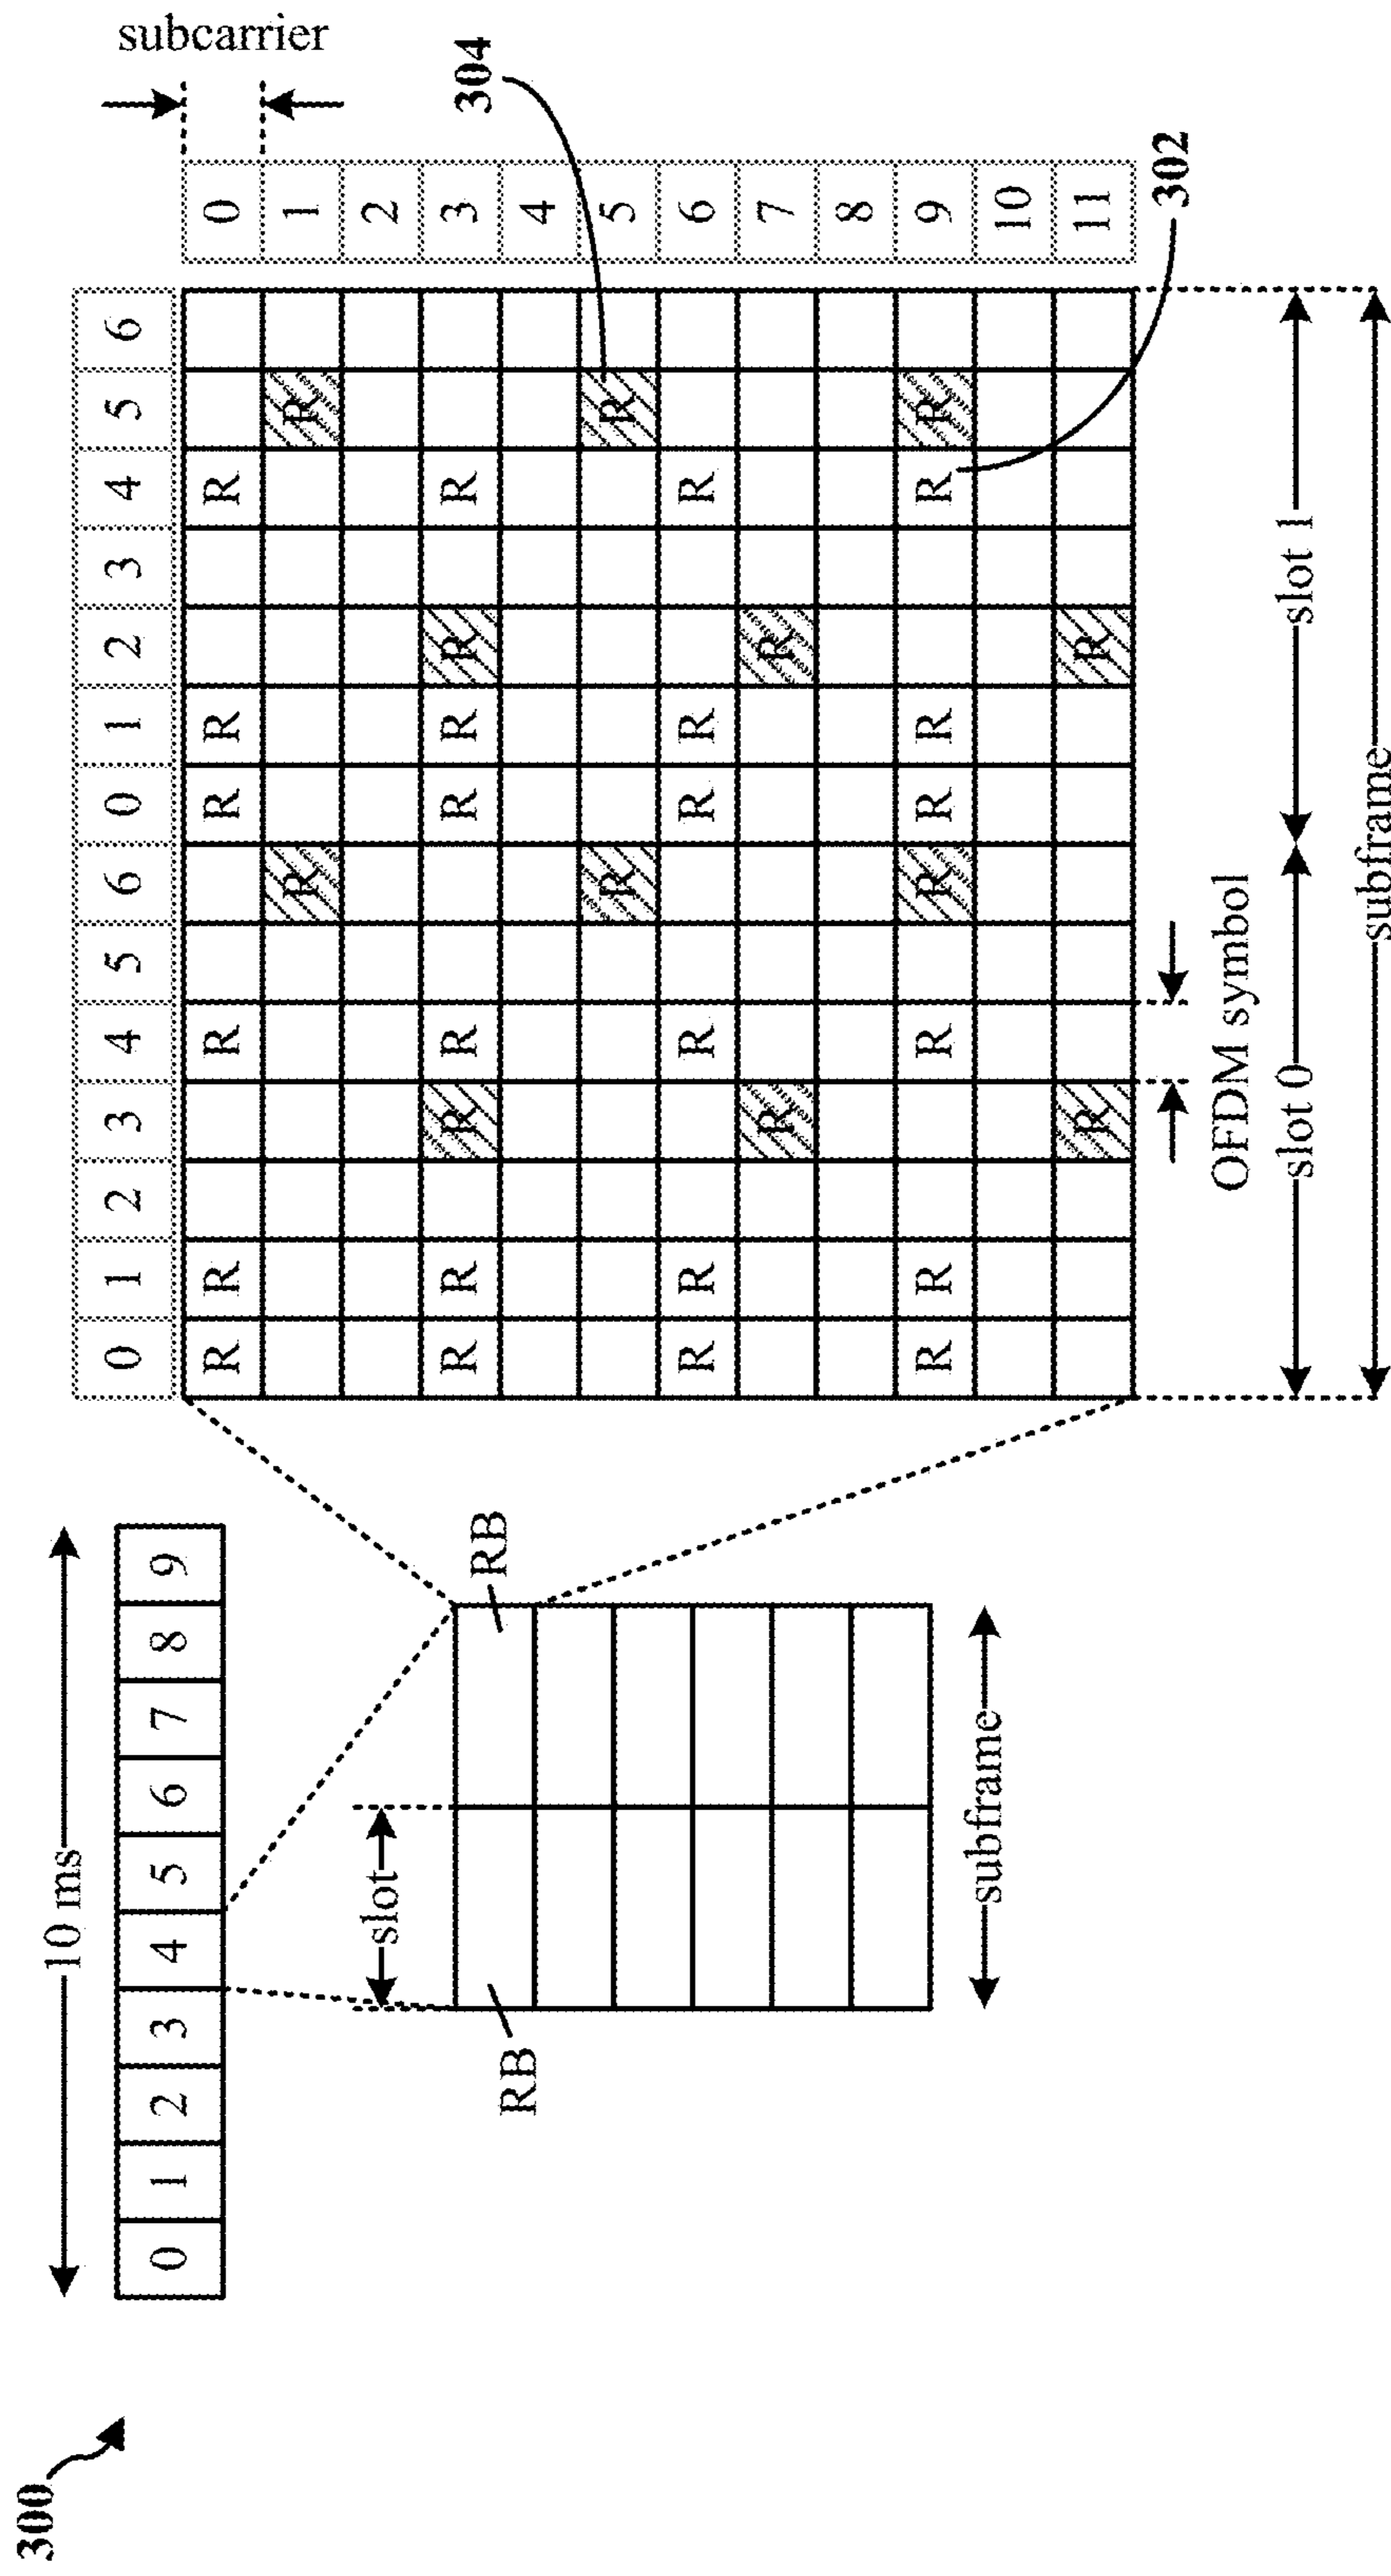 300
10 ms
0 1 2 3 4 5 6 7 8 9
slot
RB
RB
subframe
0 1 2 3 4 5 6 0 1 2 3 4 5 6
subcarrier
R R R R R R 0
R R 1
2
304
R R R R R R R R 3
4
R R 5
R R R R R R 6
R R 7
8
R R R R R R R R 9
10
R R 11
302
OFDM symbol
slot 0 slot 1
subframe